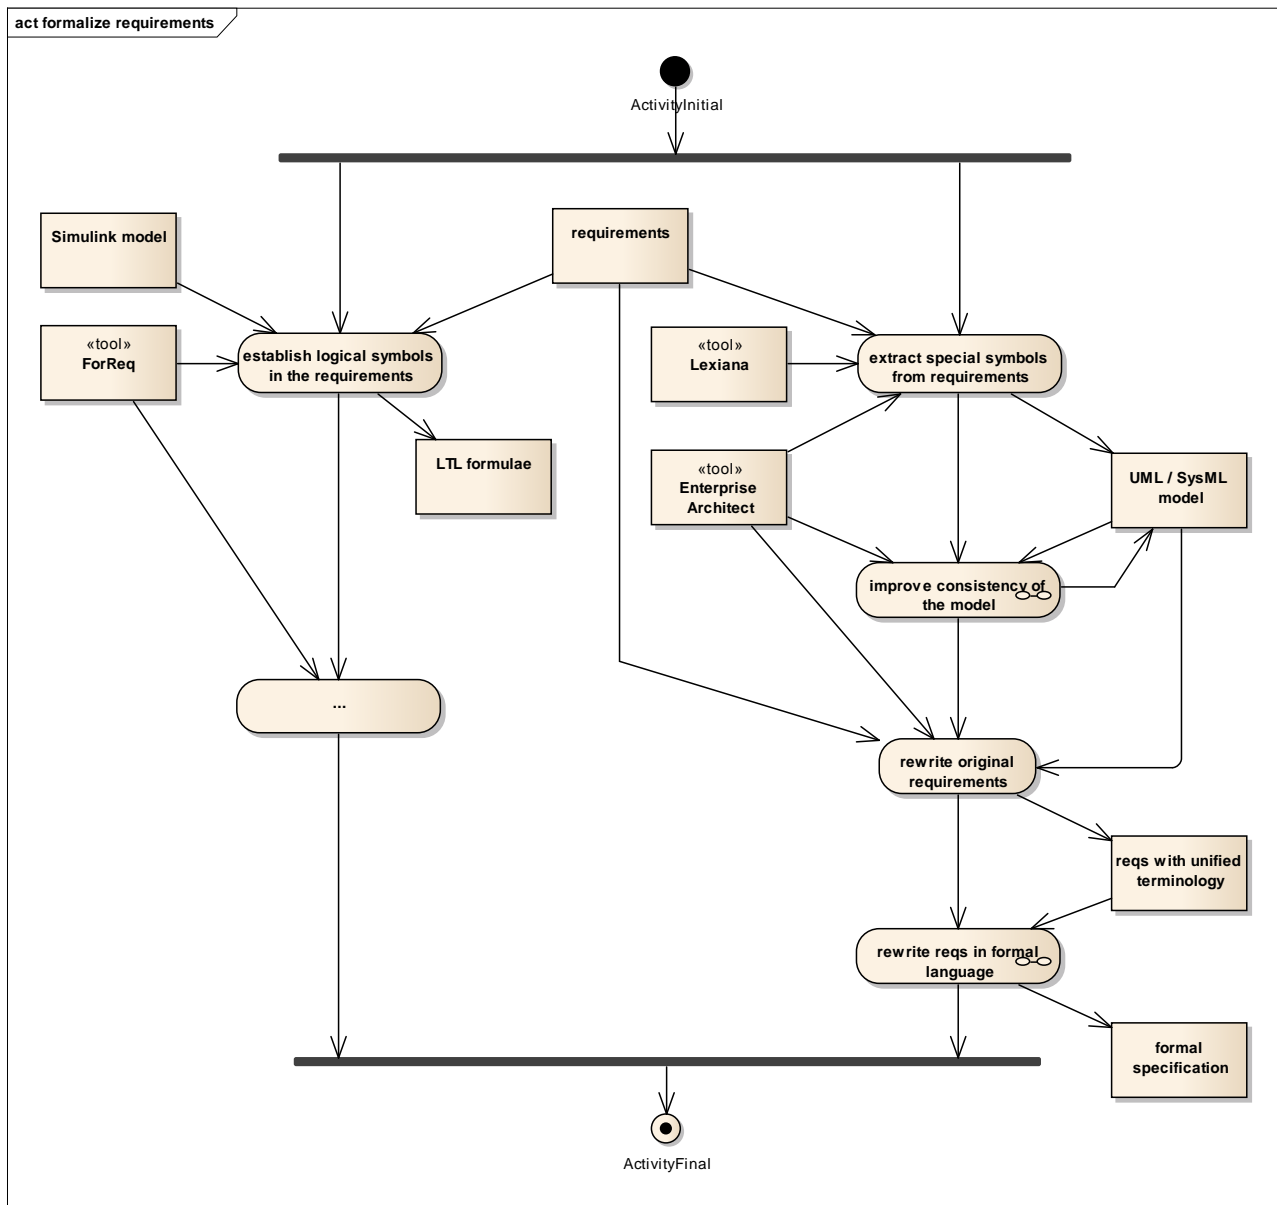 act formalize requirements
ActivityInitial
Simulink model
requirements
«tool»
ForReq
establish logical symbols
in the requirements
«tool»
Lexiana
extract special symbols
from requirements
LTL formulae
«tool»
Enterprise
Architect
UML / SysML
model
improve consistency of
the model
...
rewrite original
requirements
reqs with unified
terminology
rewrite reqs in formal
language
formal
specification
ActivityFinal